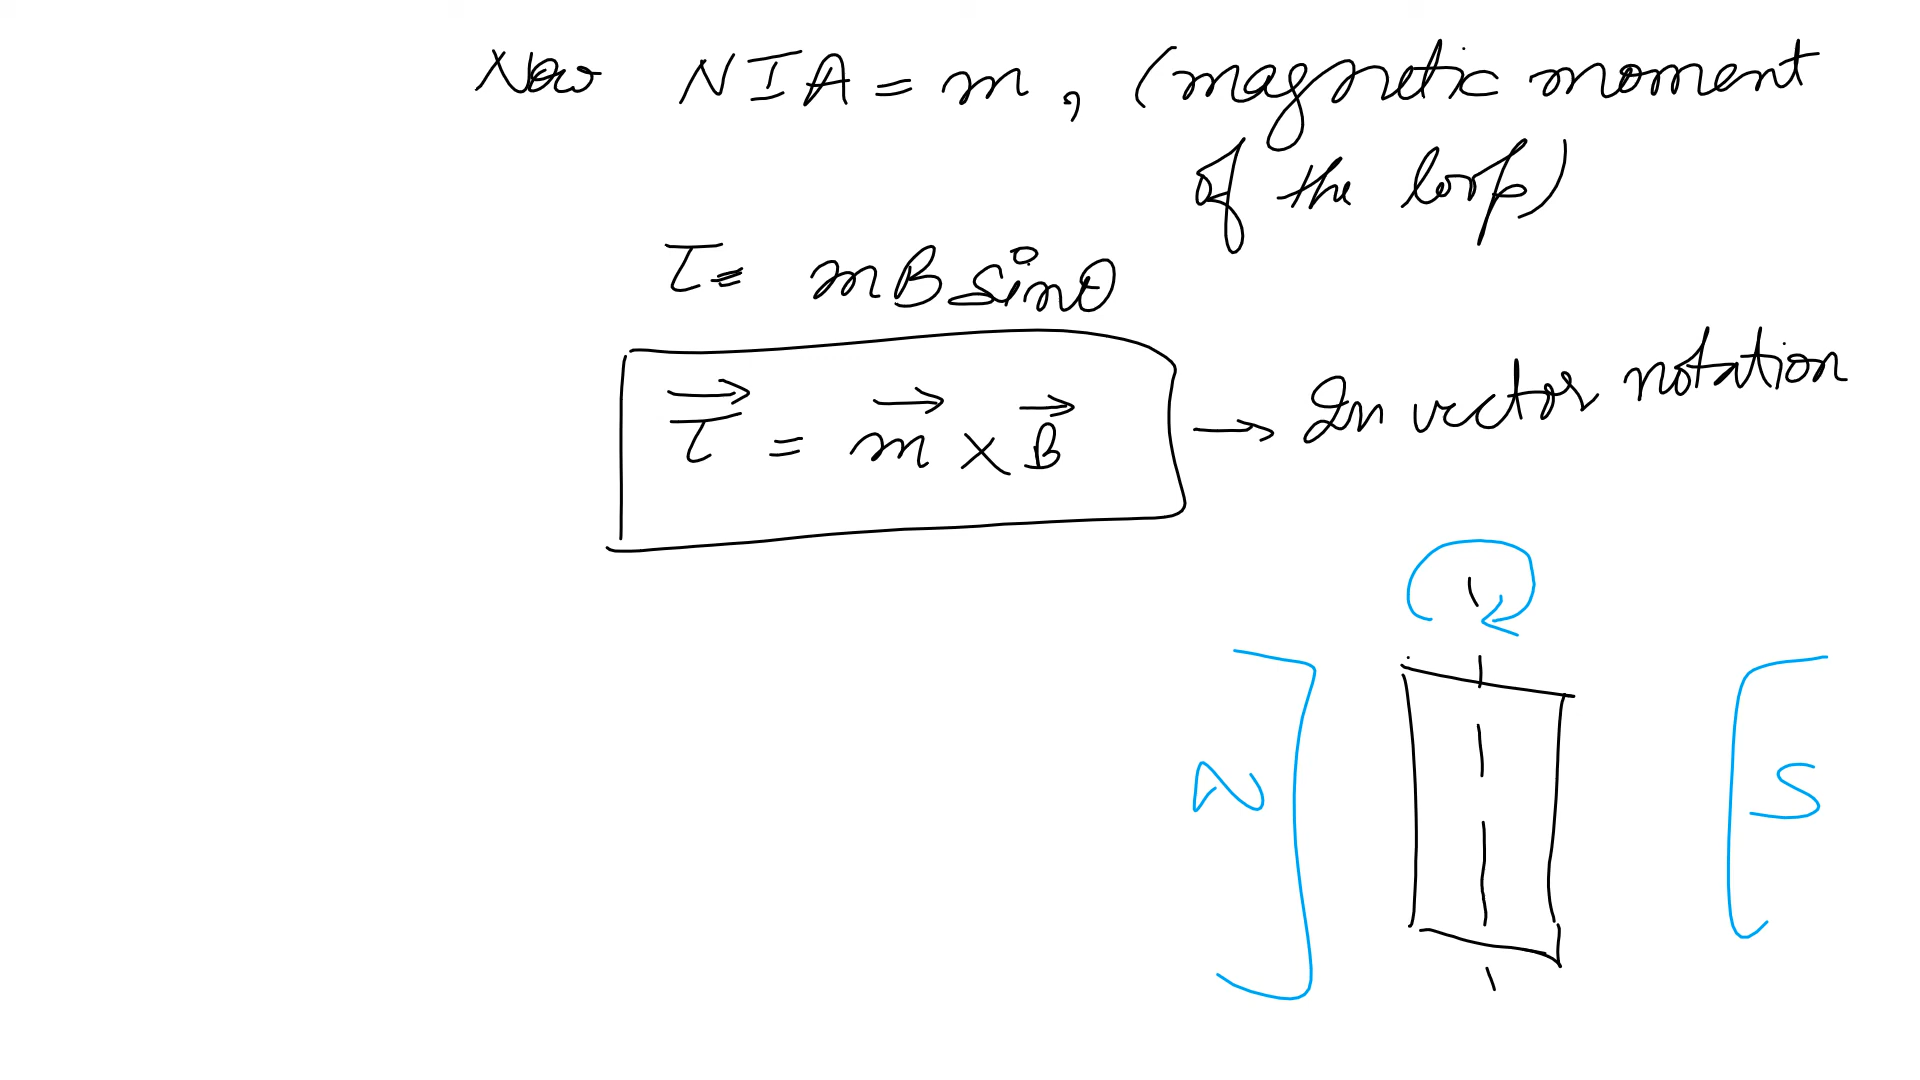 Now NIA = m, (magnetic moment
of the loop)
τ = mB sinθ
τ⃗ = m⃗ × B⃗ → In vector notation
N S